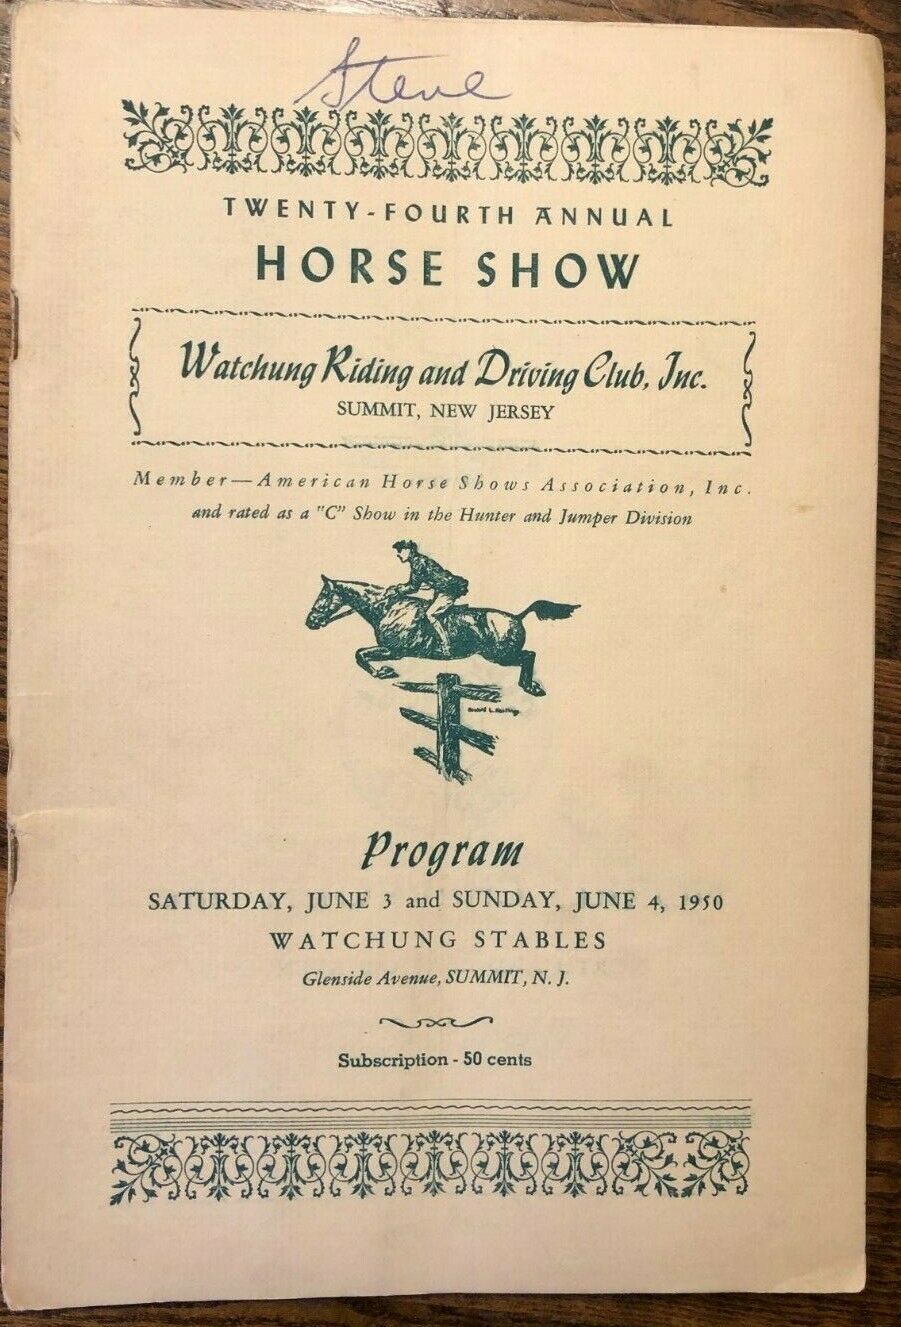 Steve
TWENTY-FOURTH ANNUAL
HORSE SHOW
Watchung Riding and Driving Club, Inc.
SUMMIT, NEW JERSEY
Member—American Horse Shows Association, Inc.
and rated as a "C" Show in the Hunter and Jumper Division
Program
SATURDAY, JUNE 3 and SUNDAY, JUNE 4, 1950
WATCHUNG STABLES
Glenside Avenue, SUMMIT, N. J.
Subscription - 50 cents